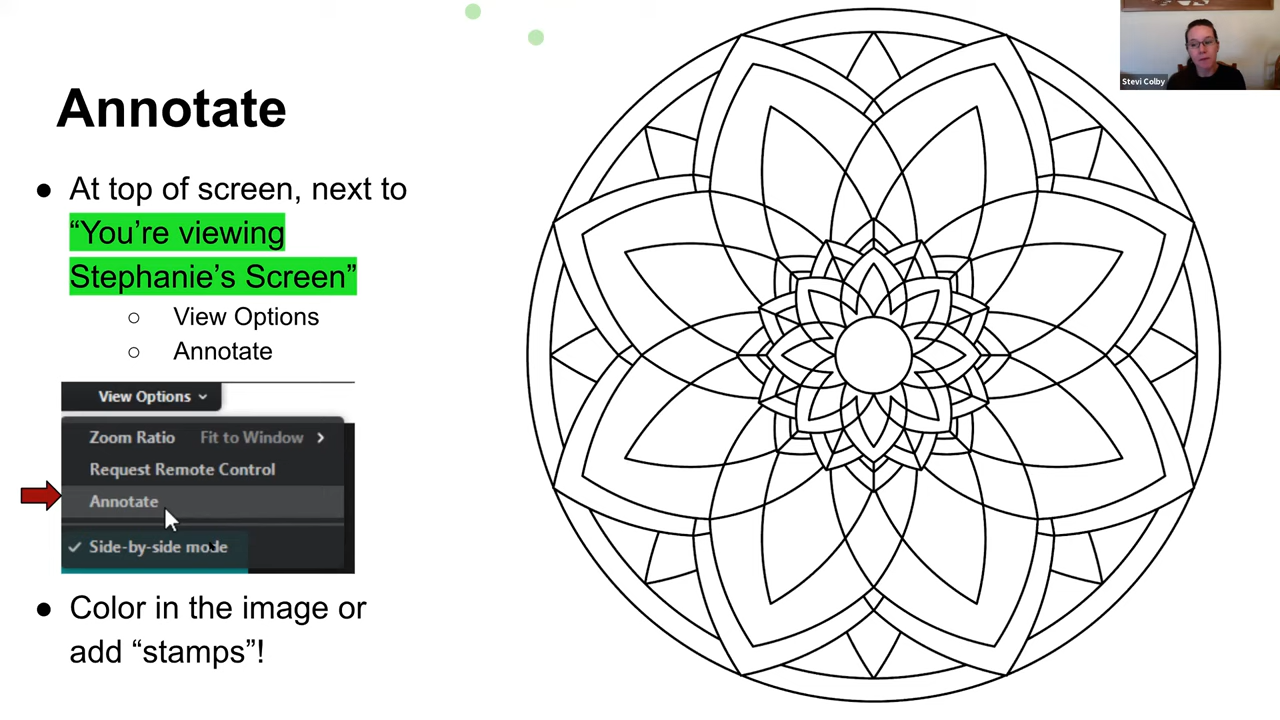 Annotate
● At top of screen, next to
“You’re viewing
Stephanie’s Screen”
○ View Options
○ Annotate
View Options
Zoom Ratio Fit to Window
Request Remote Control
Annotate
✓ Side-by-side mode
● Color in the image or
add “stamps”!
Stevi Colby